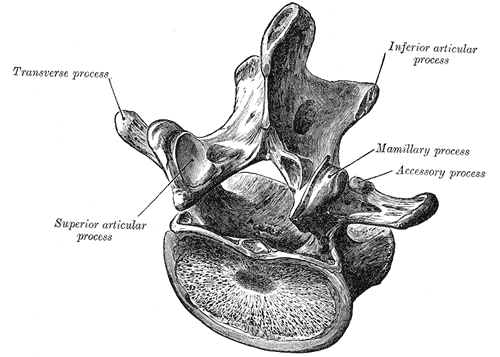 Inferior articular
process
Transverse process
Mamillary process
Accessory process
Superior articular
process